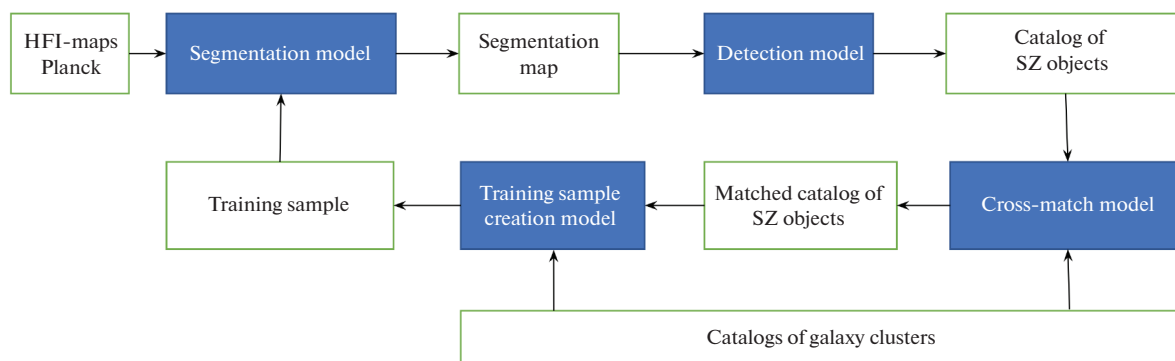 HFI-maps
Planck
Segmentation model
Segmentation
map
Detection model
Catalog of
SZ objects
Training sample
Training sample
creation model
Matched catalog of
SZ objects
Cross-match model
Catalogs of galaxy clusters